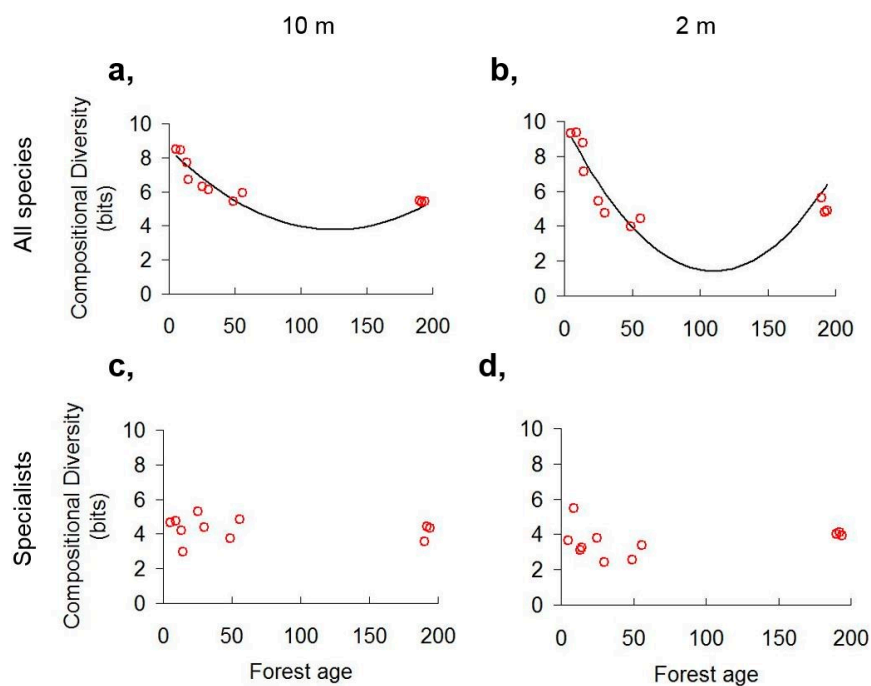 10 m
2 m
a,
b,
All species
Compositional Diversity
(bits)
10
8
6
4
2
0
0 50 100 150 200
10
8
6
4
2
0
0 50 100 150 200
c,
d,
Specialists
Compositional Diversity
(bits)
10
8
6
4
2
0
0 50 100 150 200
Forest age
10
8
6
4
2
0
0 50 100 150 200
Forest age